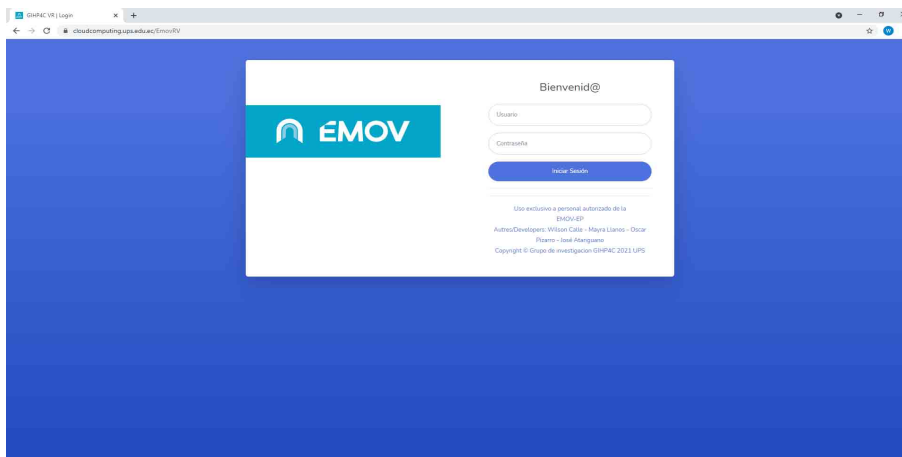 GIHP4C VR | Login
cloudcomputing.ups.edu.ec/EmovRV
W
EMOV
Bienvenid@
Usuario
Contraseña
Iniciar Sesión
Uso exclusivo a personal autorizado de la
EMOV-EP
Autres/Developers: Wilson Calle - Mayra Llanos - Oscar
Pizarro - José Atanguano
Copyright © Grupo de investigacion GIHP4C 2021 UPS